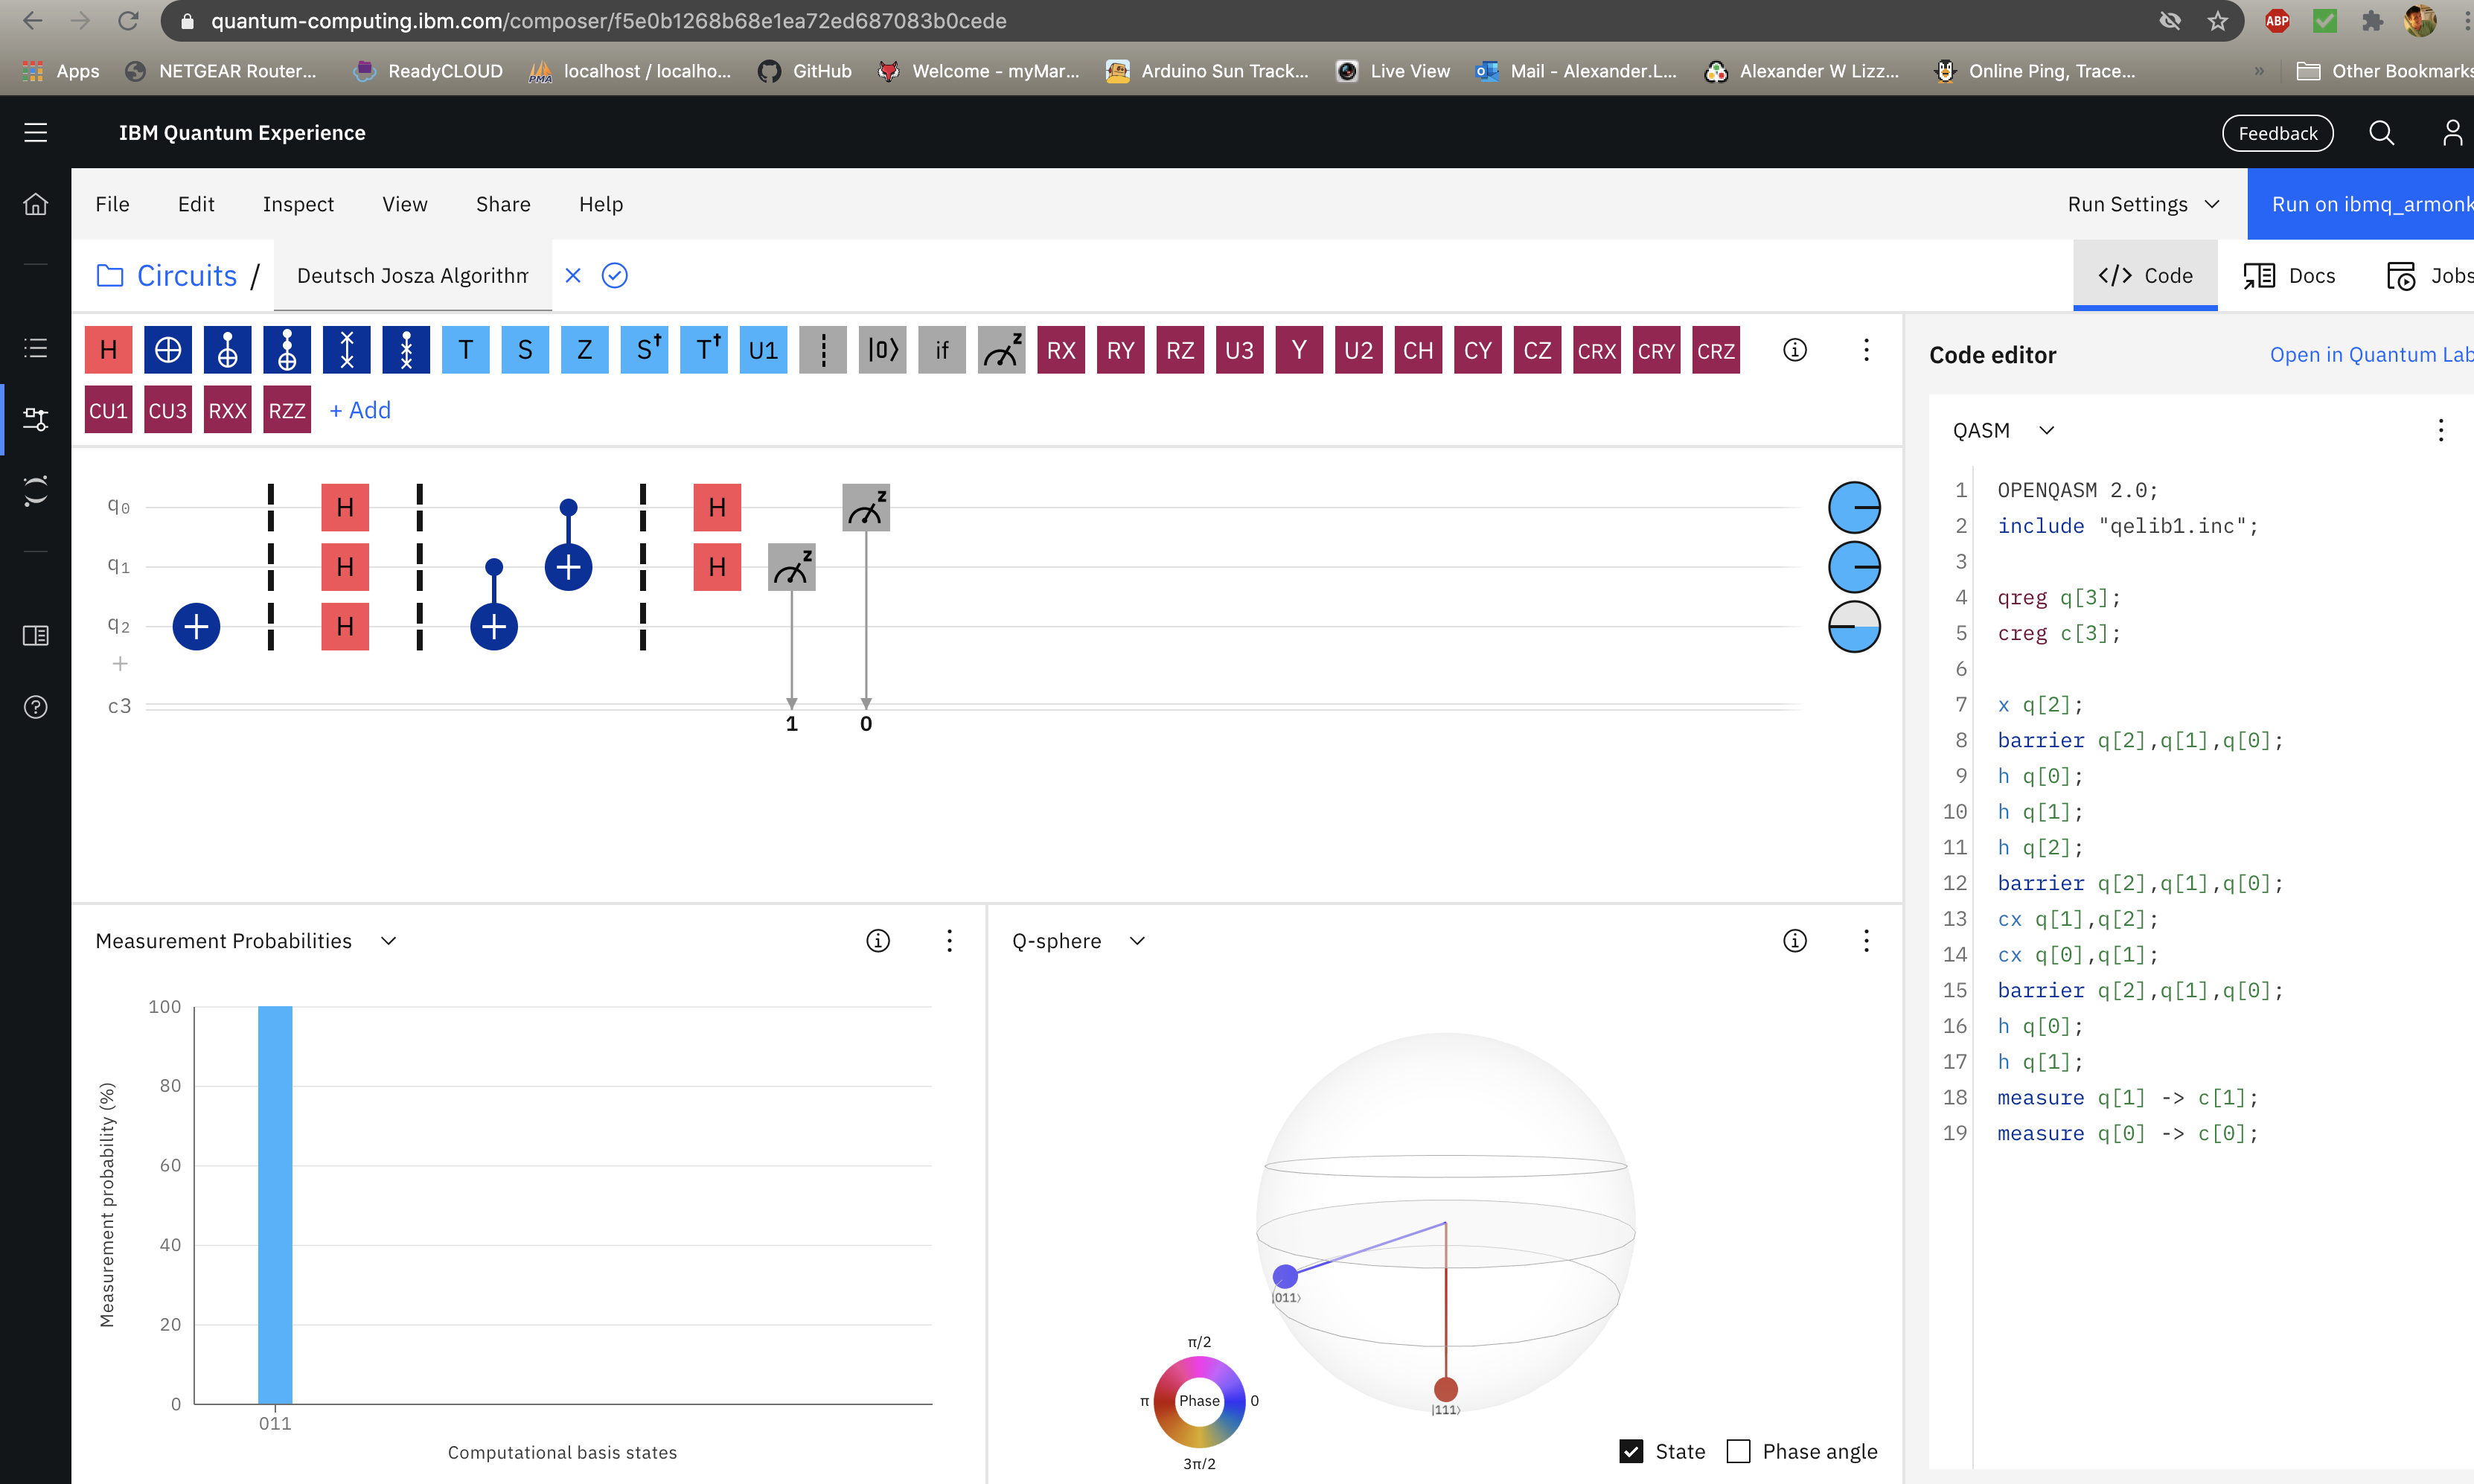 quantum-computing.ibm.com/composer/f5e0b1268b68e1ea72ed687083b0cede
ABP
Apps NETGEAR Router... ReadyCLOUD PMA localhost / localho... GitHub Welcome - myMar... Arduino Sun Track... Live View Mail - Alexander.L... Alexander W Lizz... Online Ping, Trace... » Other Bookmarks
IBM Quantum Experience Feedback
File Edit Inspect View Share Help Run Settings Run on ibmq_armonk
Circuits / Deutsch Josza Algorithm </> Code Docs Jobs
H T S Z S† T† U1 |0⟩ if z RX RY RZ U3 Y U2 CH CY CZ CRX CRY CRZ
CU1 CU3 RXX RZZ + Add
q0 H H z
q1 H H z
q2 H
+
c3
1 0
Measurement Probabilities
Measurement probability (%)
100
80
60
40
20
0
011
Computational basis states
Q-sphere
|011⟩
|111⟩
π/2
π Phase 0
3π/2
State Phase angle
Code editor Open in Quantum Lab
QASM
1 OPENQASM 2.0;
2 include "qelib1.inc";
3
4 qreg q[3];
5 creg c[3];
6
7 x q[2];
8 barrier q[2],q[1],q[0];
9 h q[0];
10 h q[1];
11 h q[2];
12 barrier q[2],q[1],q[0];
13 cx q[1],q[2];
14 cx q[0],q[1];
15 barrier q[2],q[1],q[0];
16 h q[0];
17 h q[1];
18 measure q[1] -> c[1];
19 measure q[0] -> c[0];